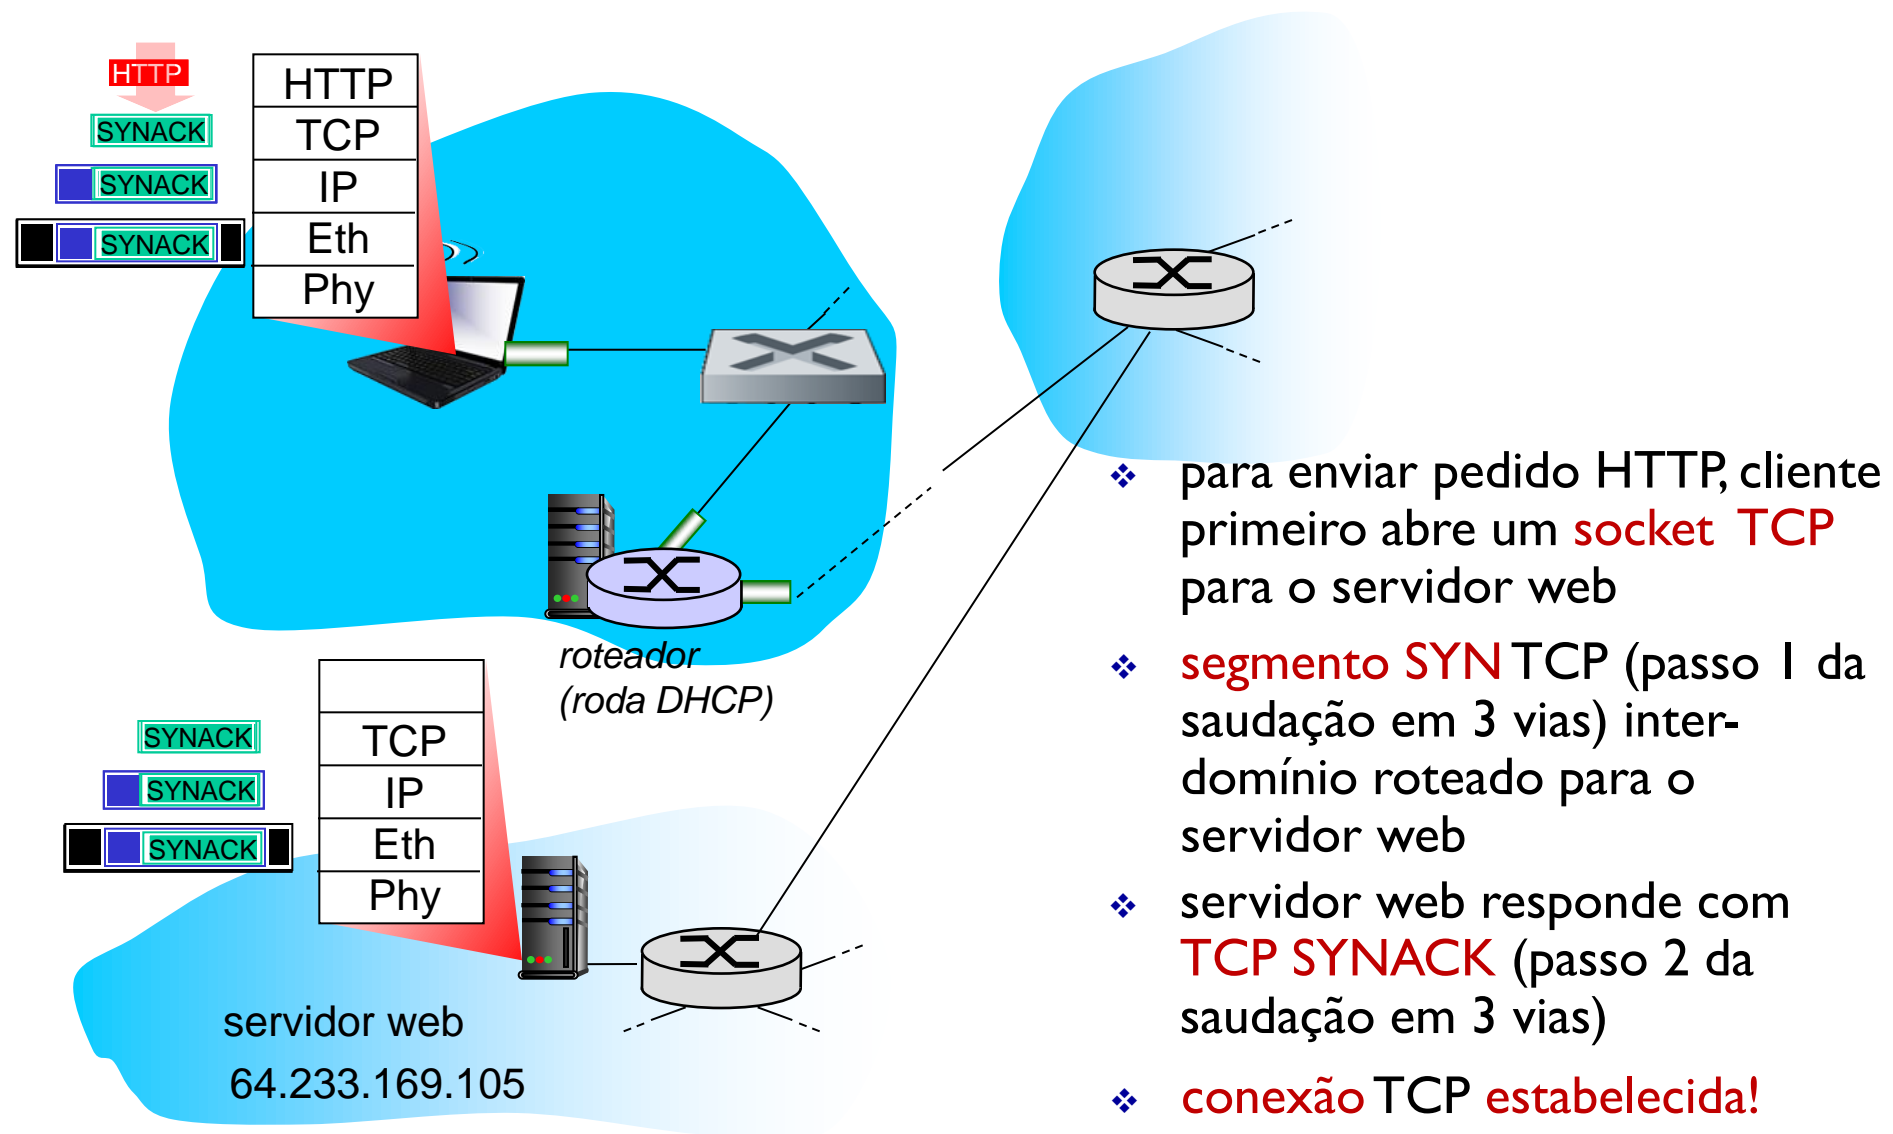 HTTP
SYNACK
SYNACK
SYNACK
HTTP
TCP
IP
Eth
Phy
roteador
(roda DHCP)
SYNACK
SYNACK
SYNACK
TCP
IP
Eth
Phy
servidor web
64.233.169.105
para enviar pedido HTTP, cliente
primeiro abre um socket TCP
para o servidor web
segmento SYN TCP (passo 1 da
saudação em 3 vias) inter-
domínio roteado para o
servidor web
servidor web responde com
TCP SYNACK (passo 2 da
saudação em 3 vias)
conexão TCP estabelecida!